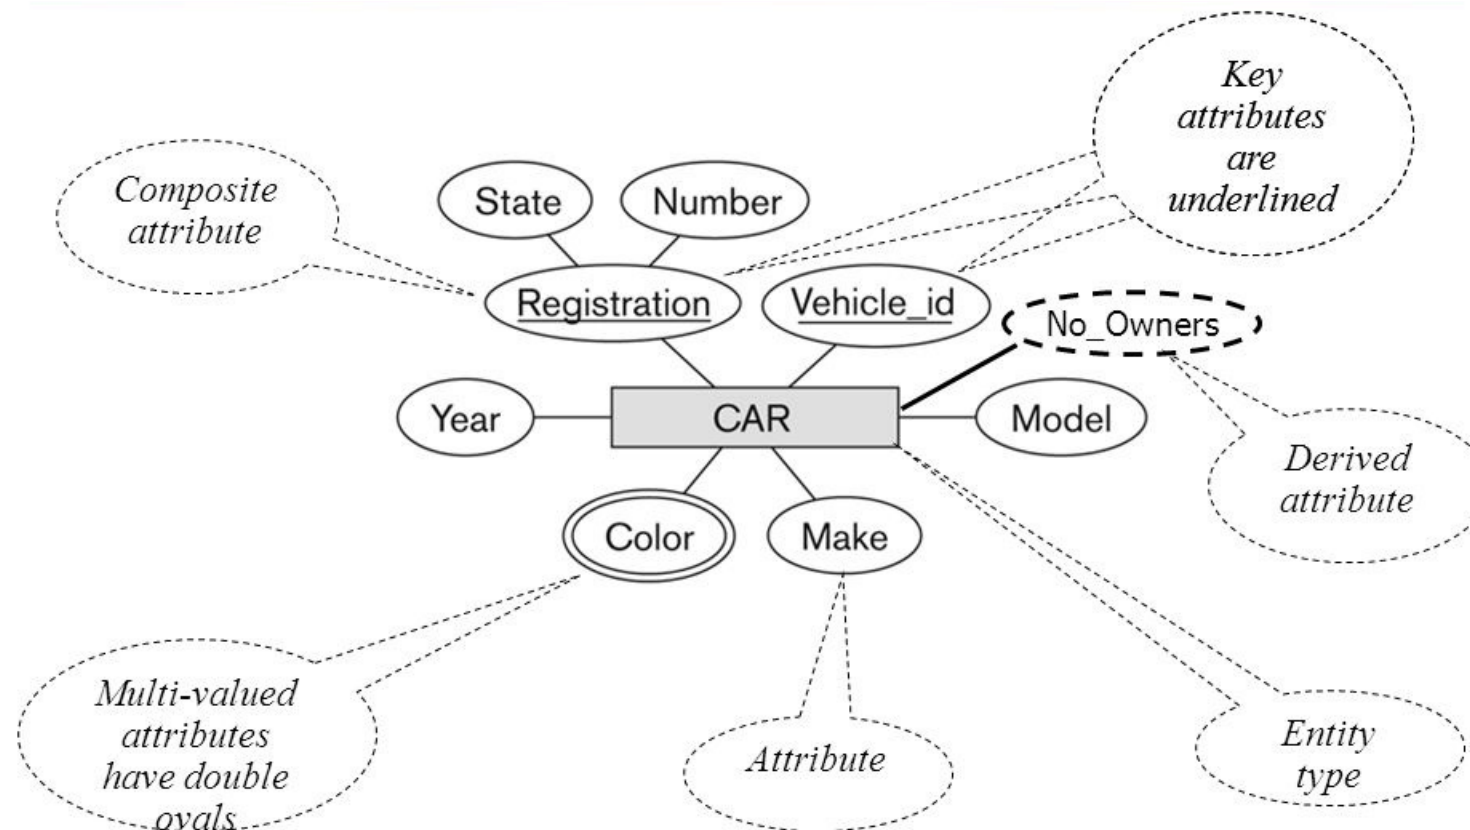 Key
attributes
are
underlined
Composite
attribute
State
Number
Registration
Vehicle_id
No_Owners
Year
CAR
Model
Derived
attribute
Color
Make
Multi-valued
attributes
have double
ovals
Attribute
Entity
type